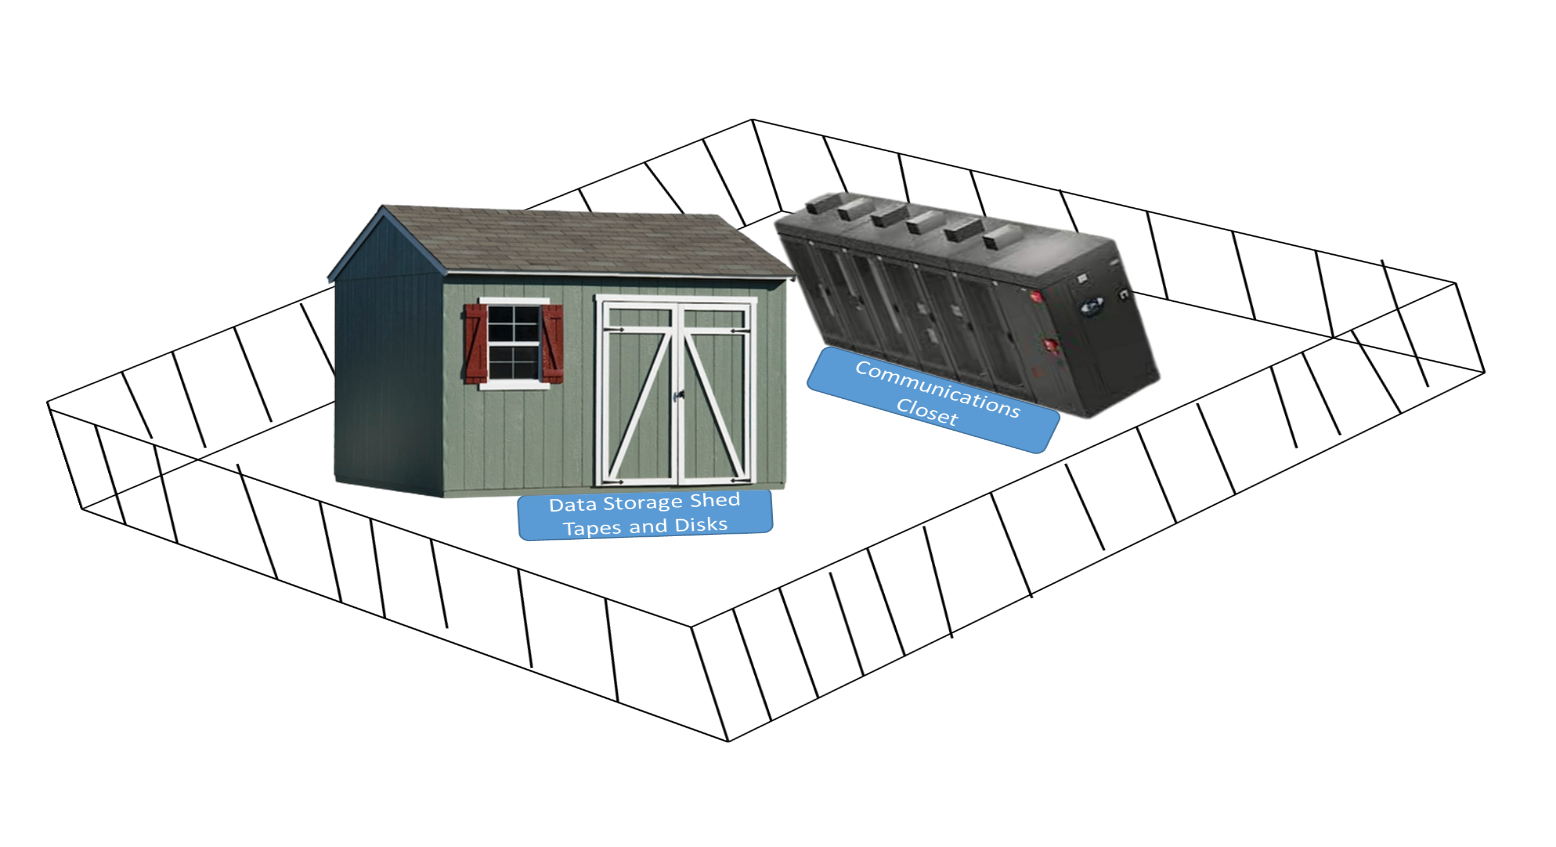 Communications
Closet
Data Storage Shed
Tapes and Disks